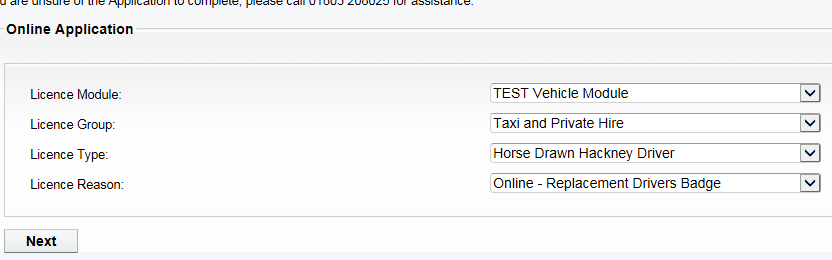 are unsure of the Application to complete, please call 01803 208025 for assistance.
Online Application
Licence Module: TEST Vehicle Module
Licence Group: Taxi and Private Hire
Licence Type: Horse Drawn Hackney Driver
Licence Reason: Online - Replacement Drivers Badge
Next